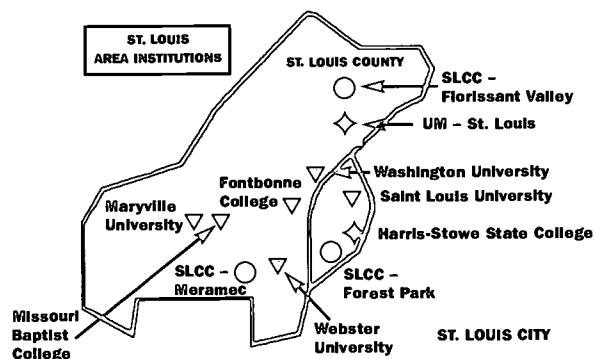 ST. LOUIS
AREA INSTITUTIONS
ST. LOUIS COUNTY
SLCC –
Florissant Valley
UM – St. Louis
Washington University
Fontbonne
College
Saint Louis University
Maryville
University
Harris-Stowe State College
SLCC –
Meramec
SLCC –
Forest Park
Missouri
Baptist
College
Webster
University
ST. LOUIS CITY